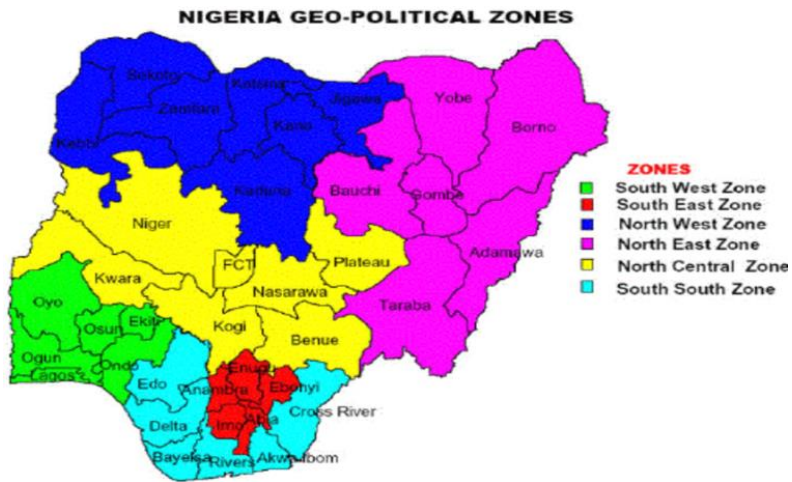 NIGERIA GEO-POLITICAL ZONES
Sokoto
Katsina
Jigawa
Yobe
Borno
Zamfara
Kano
Kebbi
Kaduna
Bauchi
Gombe
Adamawa
Niger
FCT
Plateau
Kwara
Nasarawa
Taraba
Oyo
Osun
Ekiti
Kogi
Benue
Ogun
Ondo
Lagos
Edo
Enugu
Anambra
Ebonyi
Cross River
Delta
Imo
Abia
Bayelsa
Rivers
Akwa Ibom
ZONES
South West Zone
South East Zone
North West Zone
North East Zone
North Central Zone
South South Zone